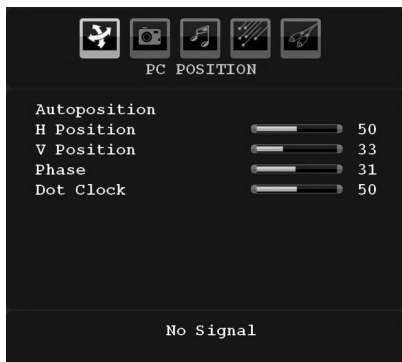 PC POSITION
Autoposition
H Position 50
V Position 33
Phase 31
Dot Clock 50
No Signal